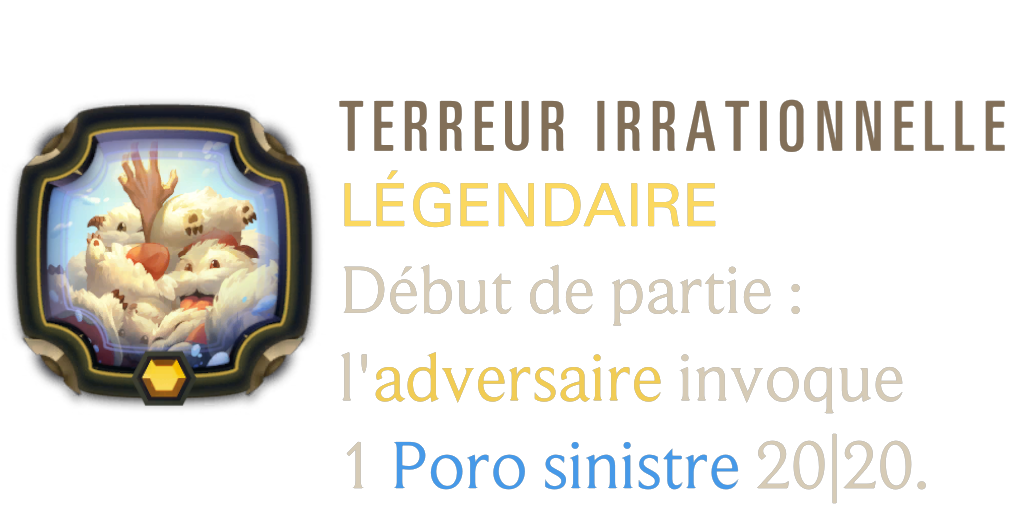 TERREUR IRRATIONNELLE
LÉGENDAIRE
Début de partie :
l'adversaire invoque
1 Poro sinistre 20|20.